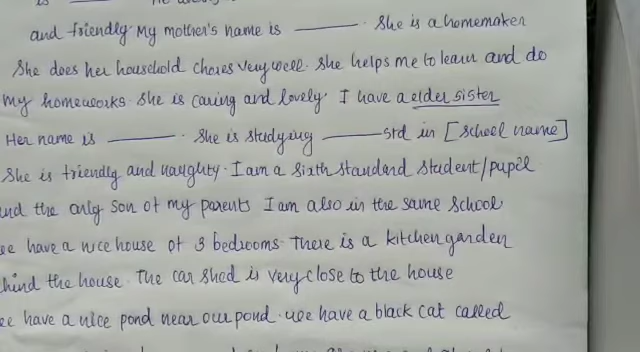 and friendly. My mother's name is ______. She is a homemaker
She does her household chores very well. She helps me to learn and do
my homeworks. She is caring and lovely. I have a elder sister
Her name is ______. She is studying ______ std in [school name]
She is friendly and naughty. I am a sixth standard student/pupil
and the only son of my parents I am also in the same school.
we have a nice house of 3 bedrooms. There is a kitchen garden
hind the house. The car shed is very close to the house
we have a nice pond near our pond. we have a black cat called